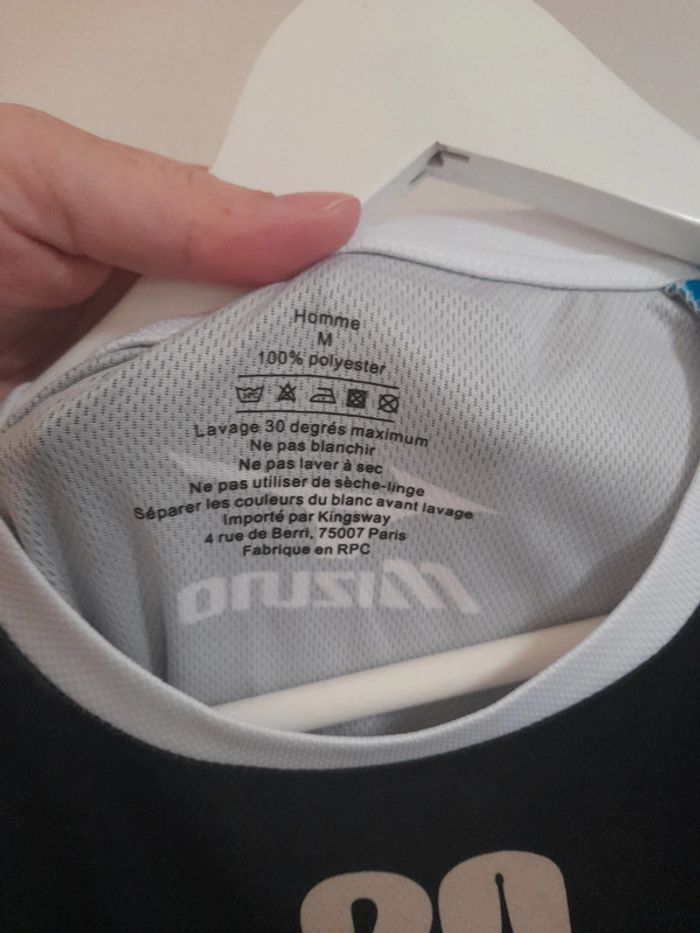 Homme
M
100% polyester
Lavage 30 degrés maximum
Ne pas blanchir
Ne pas laver à sec
Ne pas utiliser de sèche-linge
Séparer les couleurs du blanc avant lavage
Importé par Kingsway
4 rue de Berri, 75007 Paris
Fabrique en RPC
Mizuno